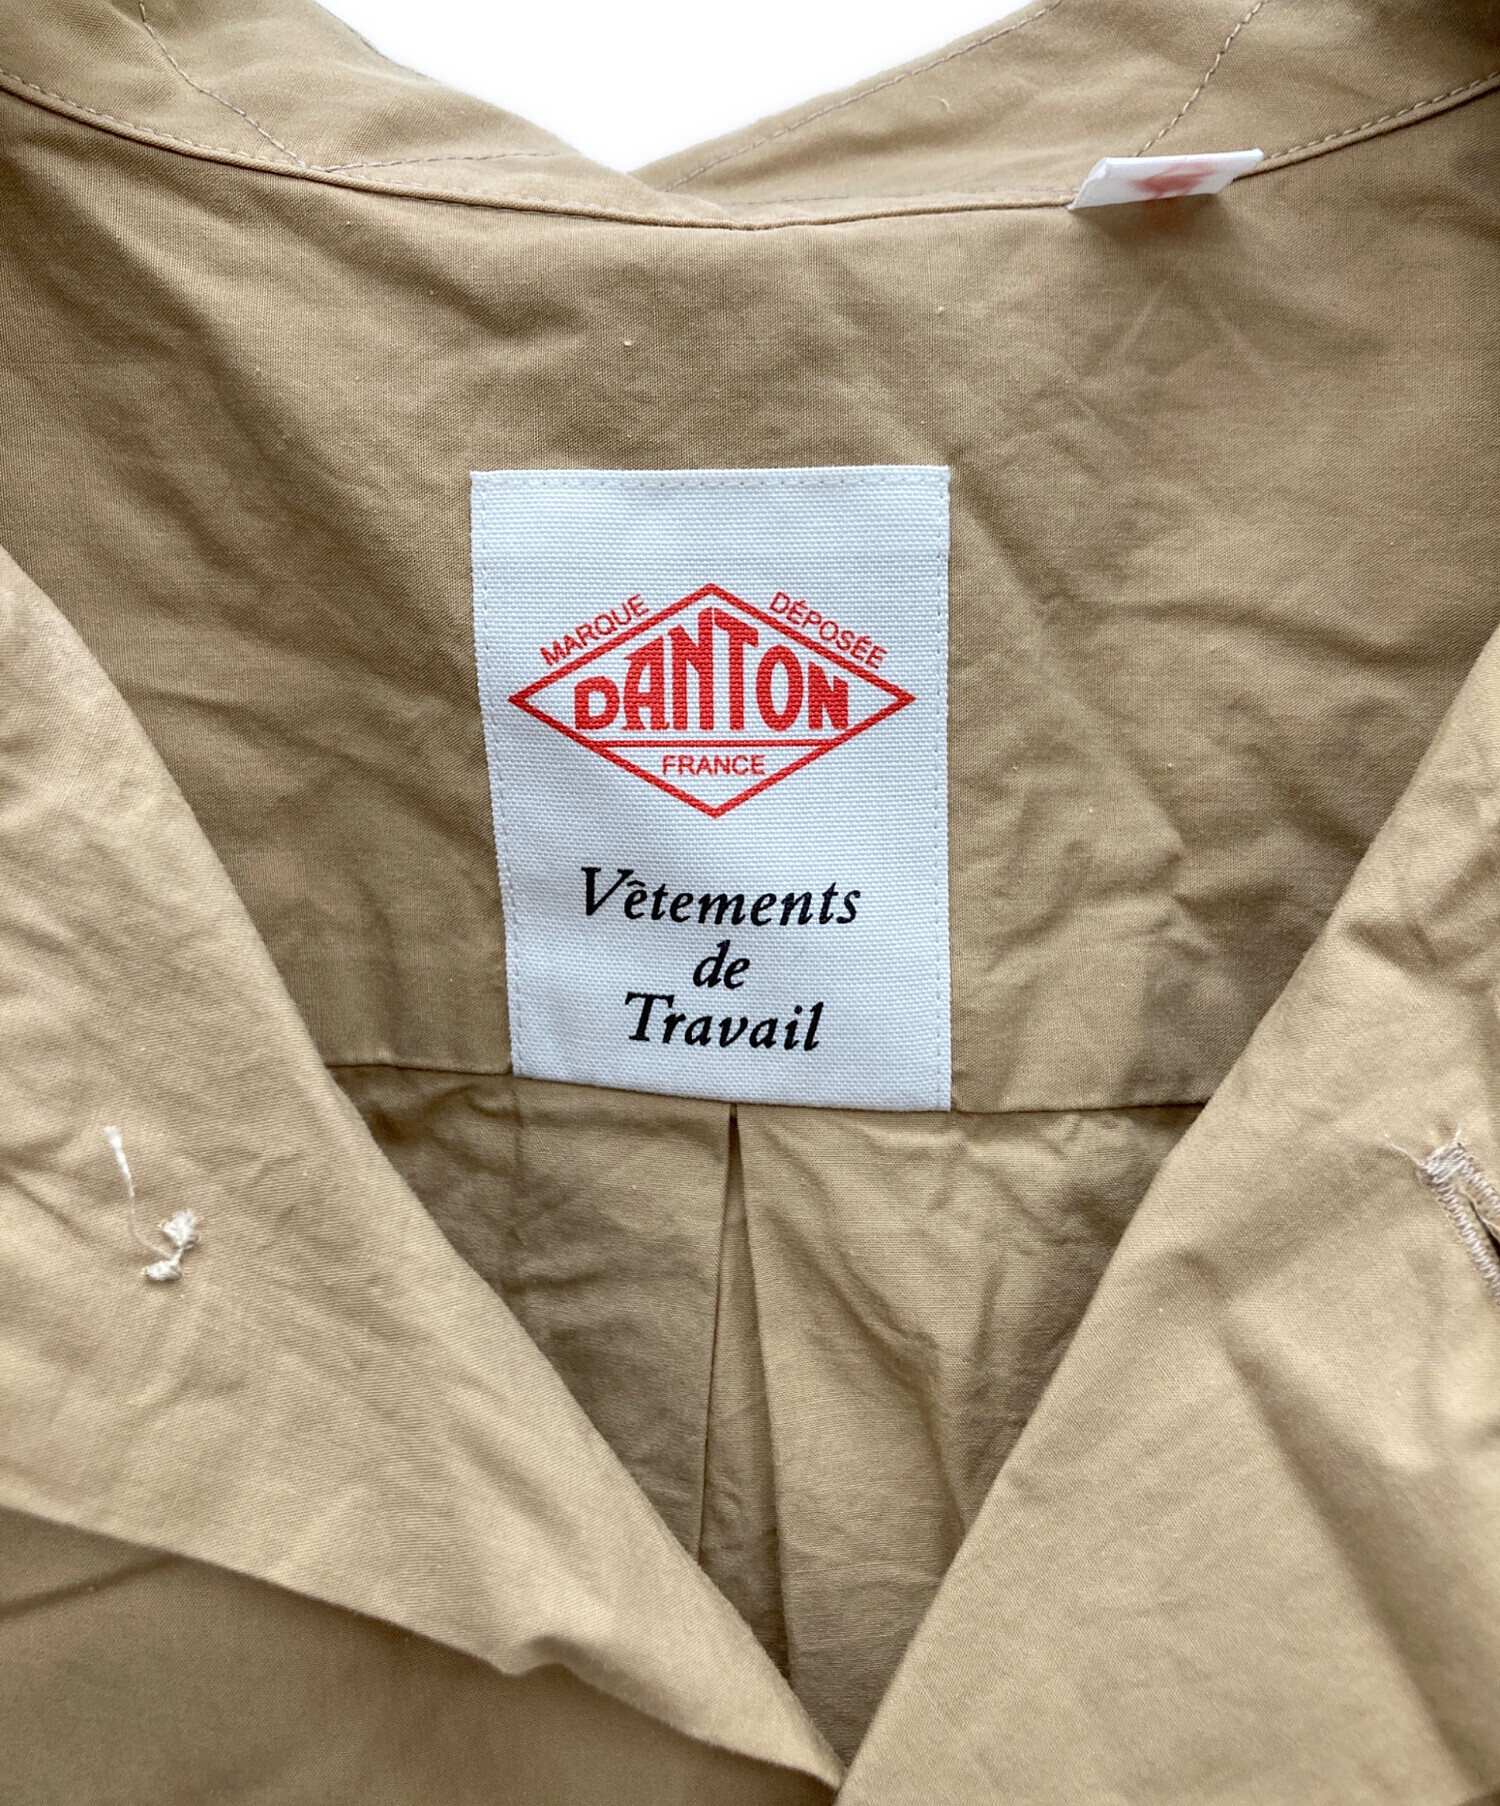 MARQUE DÉPOSÉE
DANTON
FRANCE
Vêtements
de
Travail